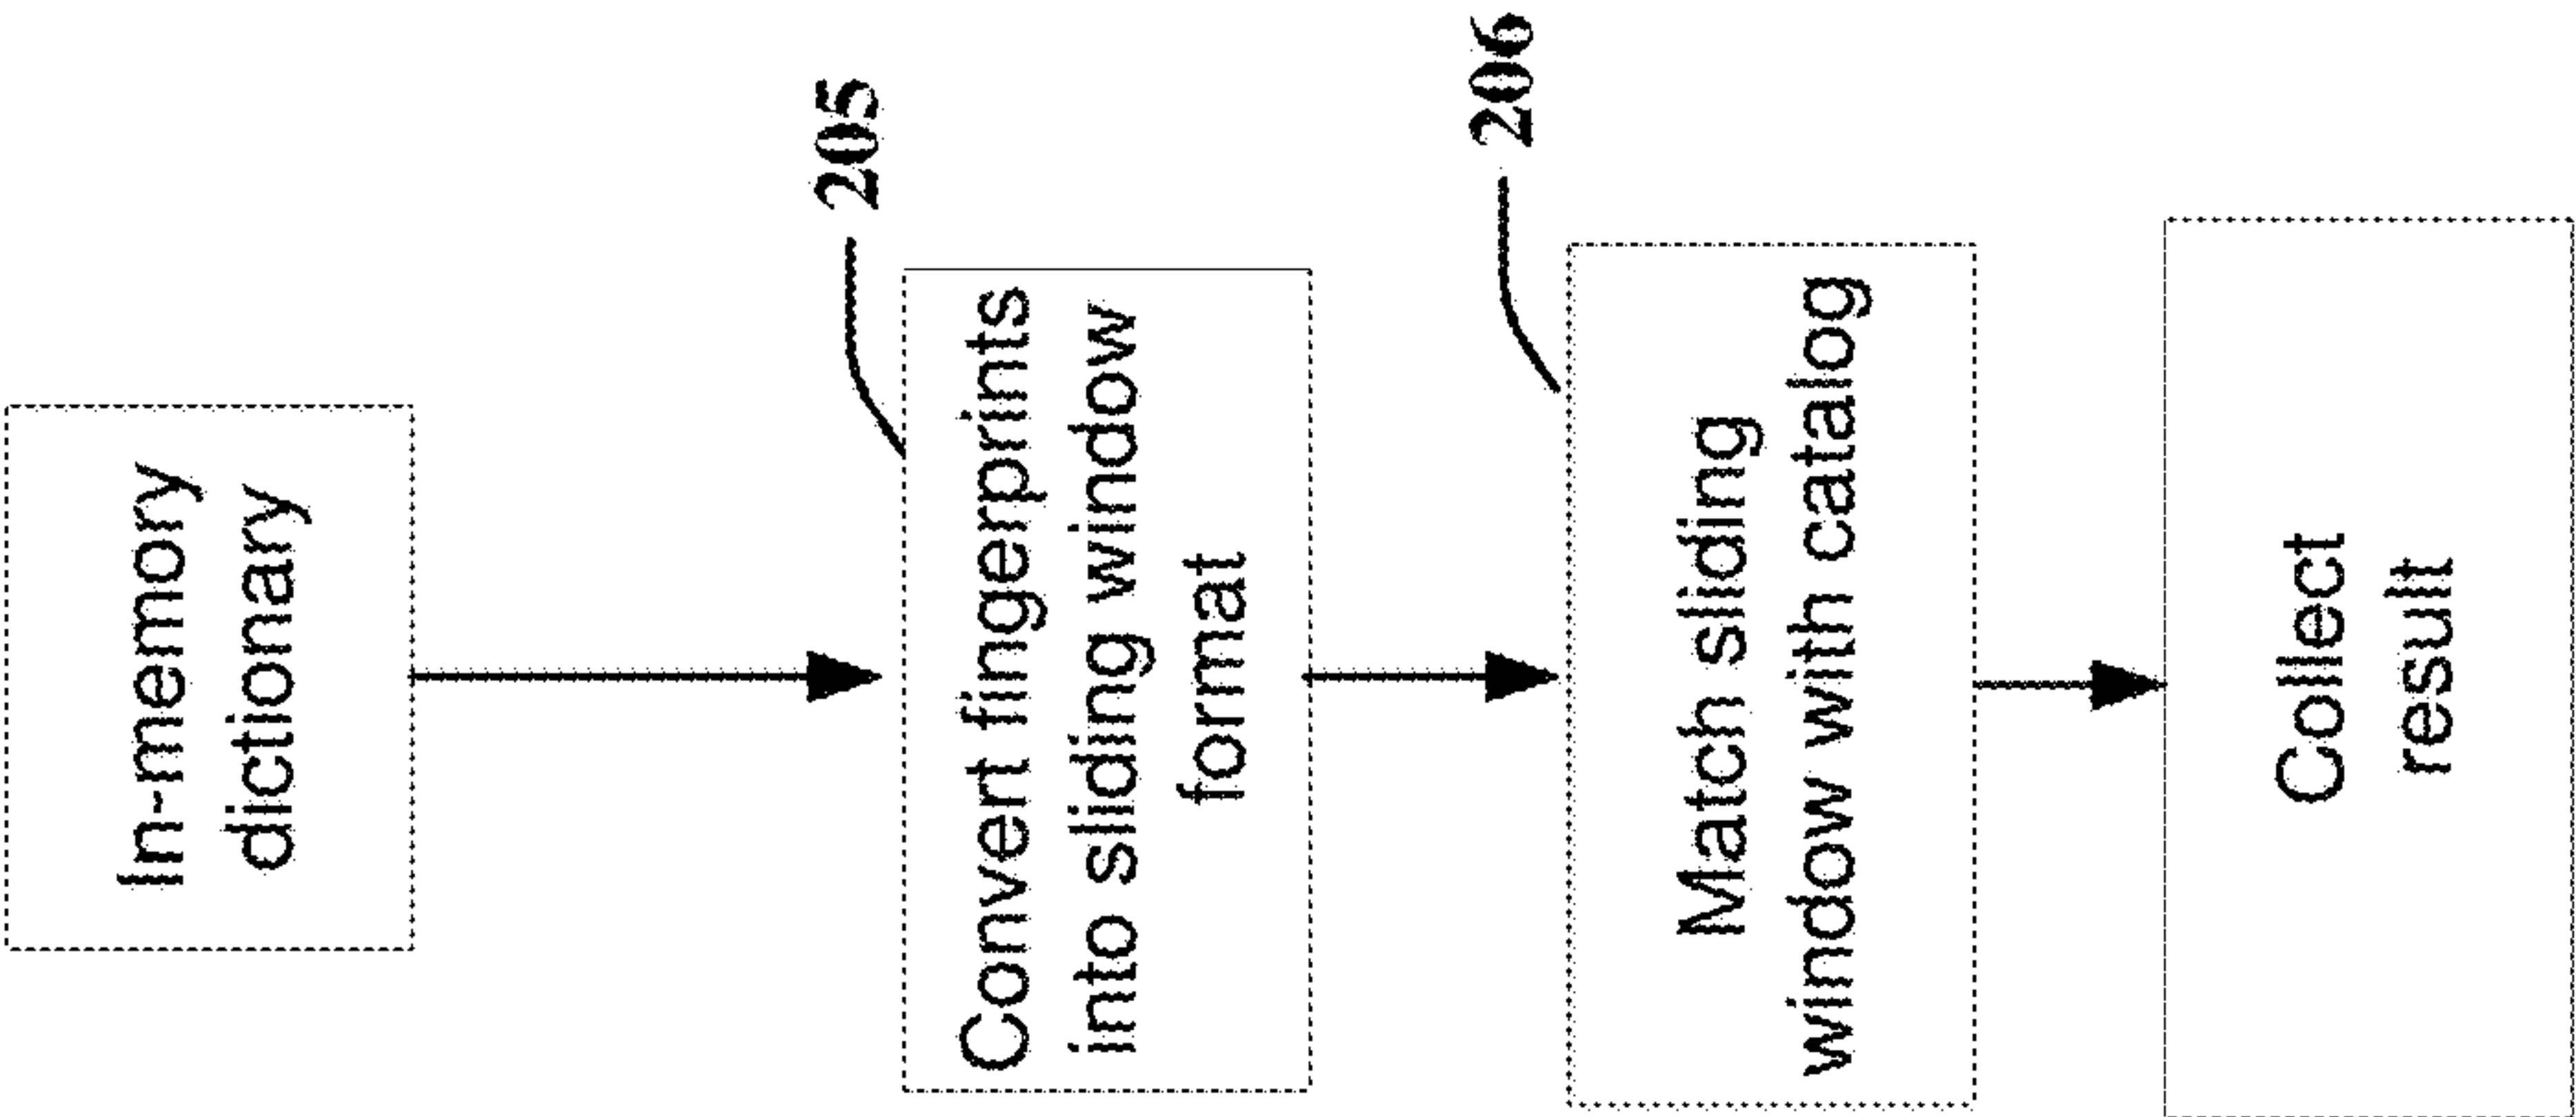 In-memory
dictionary
205
Convert fingerprints
into sliding window
format
206
Match sliding
window with catalog
Collect
result